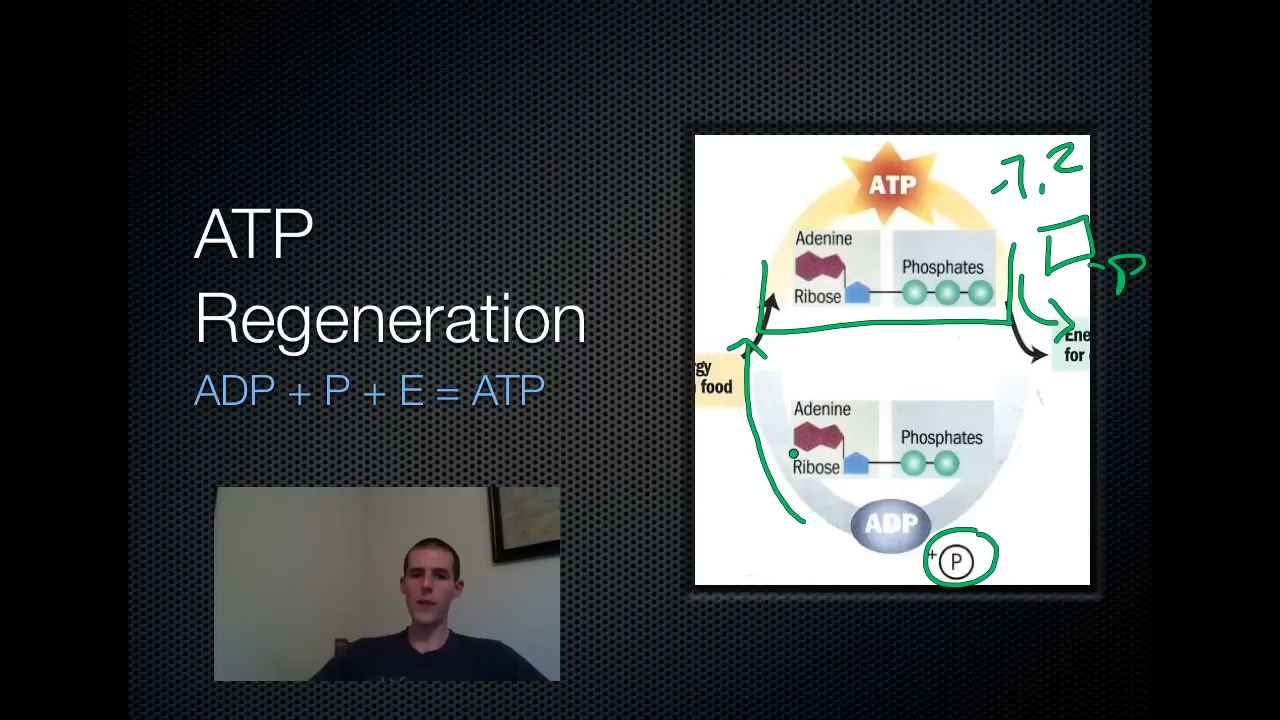 ATP
Regeneration
ADP + P + E = ATP
ATP
-7.2
Adenine
Phosphates
Ribose
-P
Ene
for
gy
food
Adenine
Phosphates
Ribose
ADP
+ P